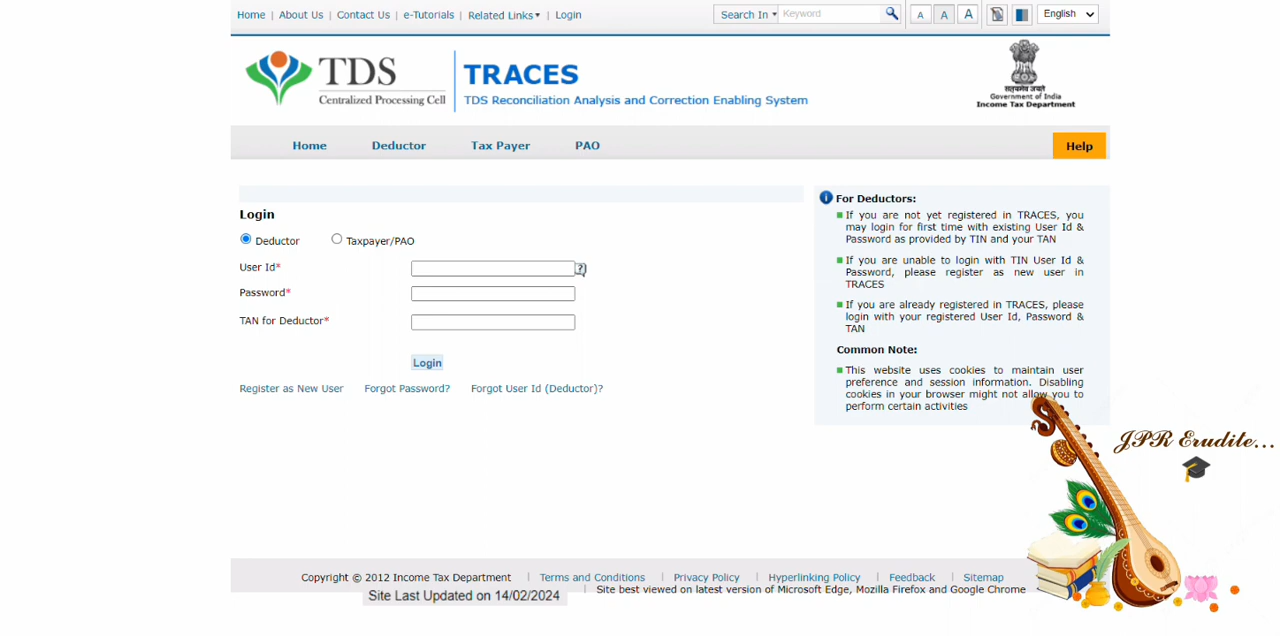 Home | About Us | Contact Us | e-Tutorials | Related Links | Login
Search In Keyword
A A A
English
TDS
Centralized Processing Cell
TRACES
TDS Reconciliation Analysis and Correction Enabling System
सत्यमेव जयते
Government of India
Income Tax Department
Home Deductor Tax Payer PAO Help
Login
Deductor Taxpayer/PAO
User Id*
?
Password*
TAN for Deductor*
Login
Register as New User Forgot Password? Forgot User Id (Deductor)?
i For Deductors:
If you are not yet registered in TRACES, you
may login for first time with existing User Id &
Password as provided by TIN and your TAN
If you are unable to login with TIN User Id &
Password, please register as new user in
TRACES
If you are already registered in TRACES, please
login with your registered User Id, Password &
TAN
Common Note:
This website uses cookies to maintain user
preference and session information. Disabling
cookies in your browser might not allow you to
perform certain activities
JPR Erudite...
Copyright © 2012 Income Tax Department | Terms and Conditions | Privacy Policy | Hyperlinking Policy | Feedback | Sitemap
Site Last Updated on 14/02/2024 | Site best viewed on latest version of Microsoft Edge, Mozilla Firefox and Google Chrome